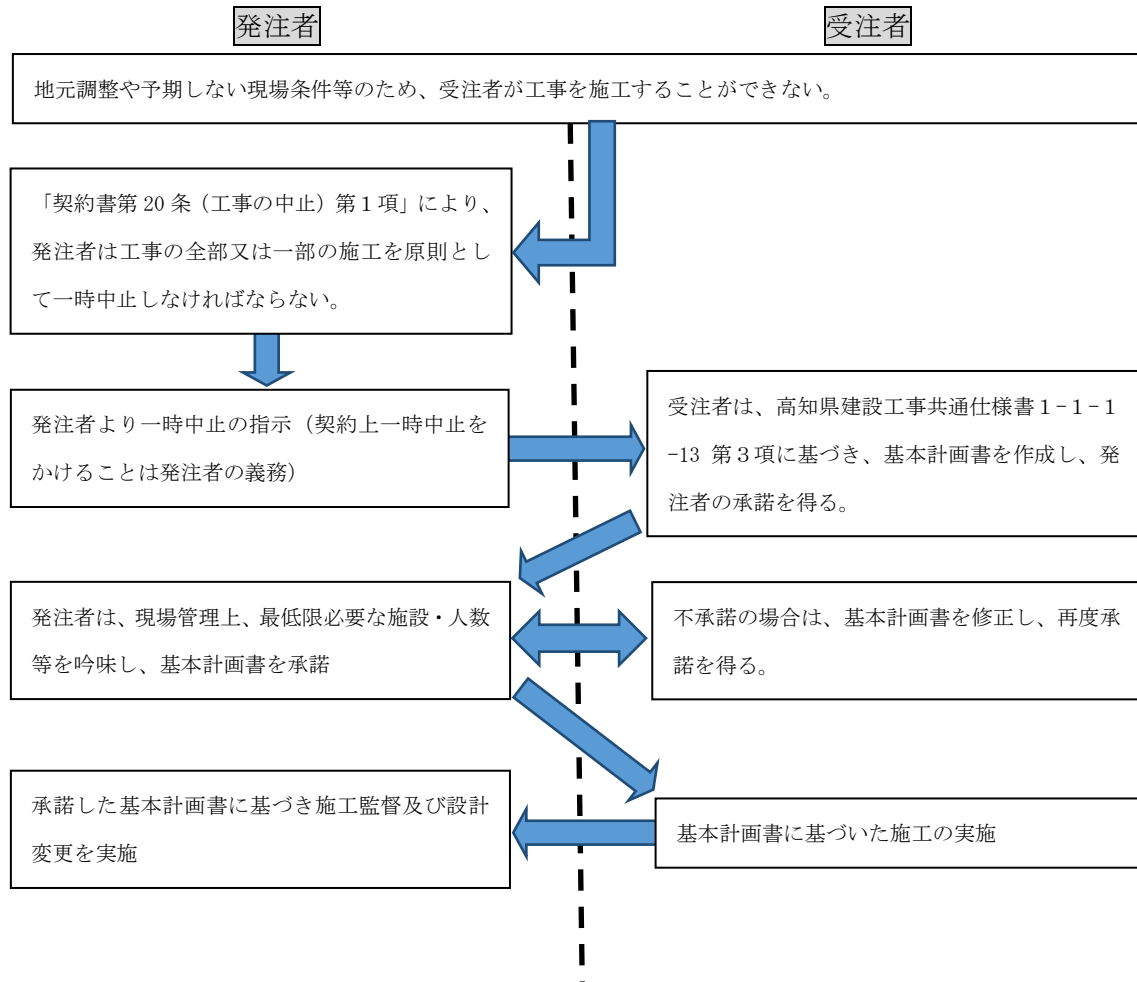 発注者
受注者
地元調整や予期しない現場条件等のため、受注者が工事を施工することができない。
「契約書第 20 条（工事の中止）第１項」により、
発注者は工事の全部又は一部の施工を原則とし
て一時中止しなければならない。
発注者より一時中止の指示（契約上一時中止を
かけることは発注者の義務）
受注者は、高知県建設工事共通仕様書１-１-１
-13 第３項に基づき、基本計画書を作成し、発
注者の承諾を得る。
発注者は、現場管理上、最低限必要な施設・人数
等を吟味し、基本計画書を承諾
不承諾の場合は、基本計画書を修正し、再度承
諾を得る。
承諾した基本計画書に基づき施工監督及び設計
変更を実施
基本計画書に基づいた施工の実施